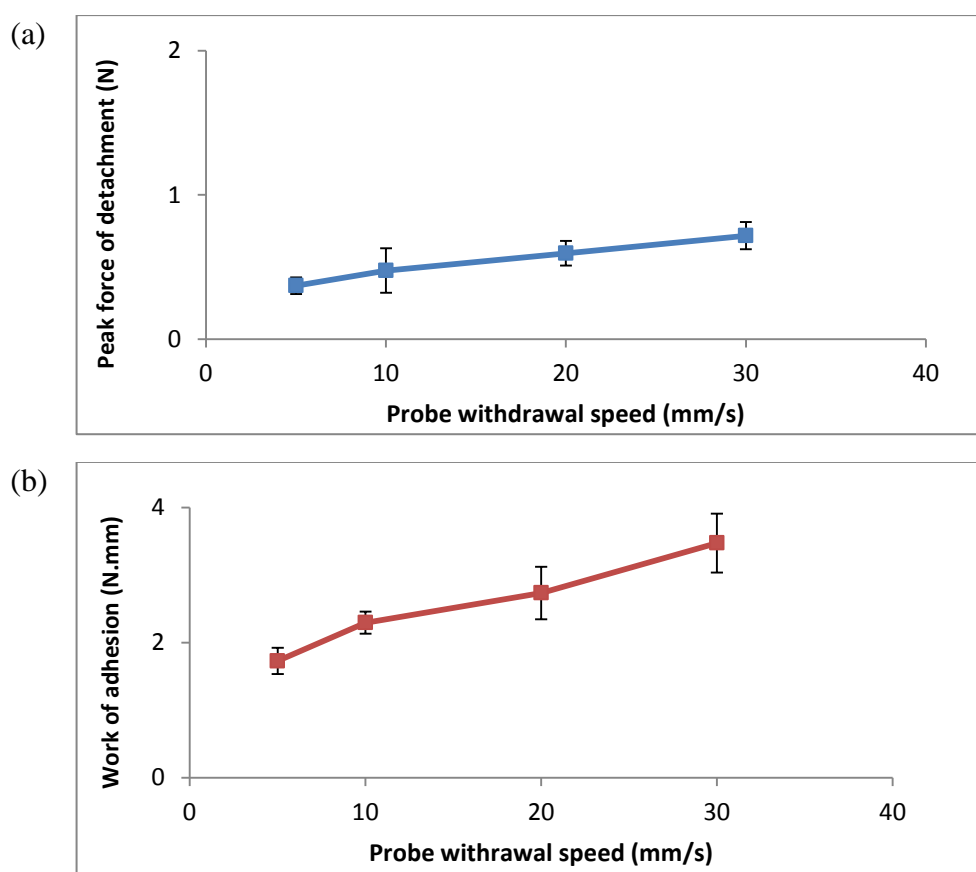 (a)
2
1
0
Peak force of detachment (N)
0 10 20 30 40
Probe withdrawal speed (mm/s)
(b)
4
2
0
Work of adhesion (N.mm)
0 10 20 30 40
Probe withrawal speed (mm/s)